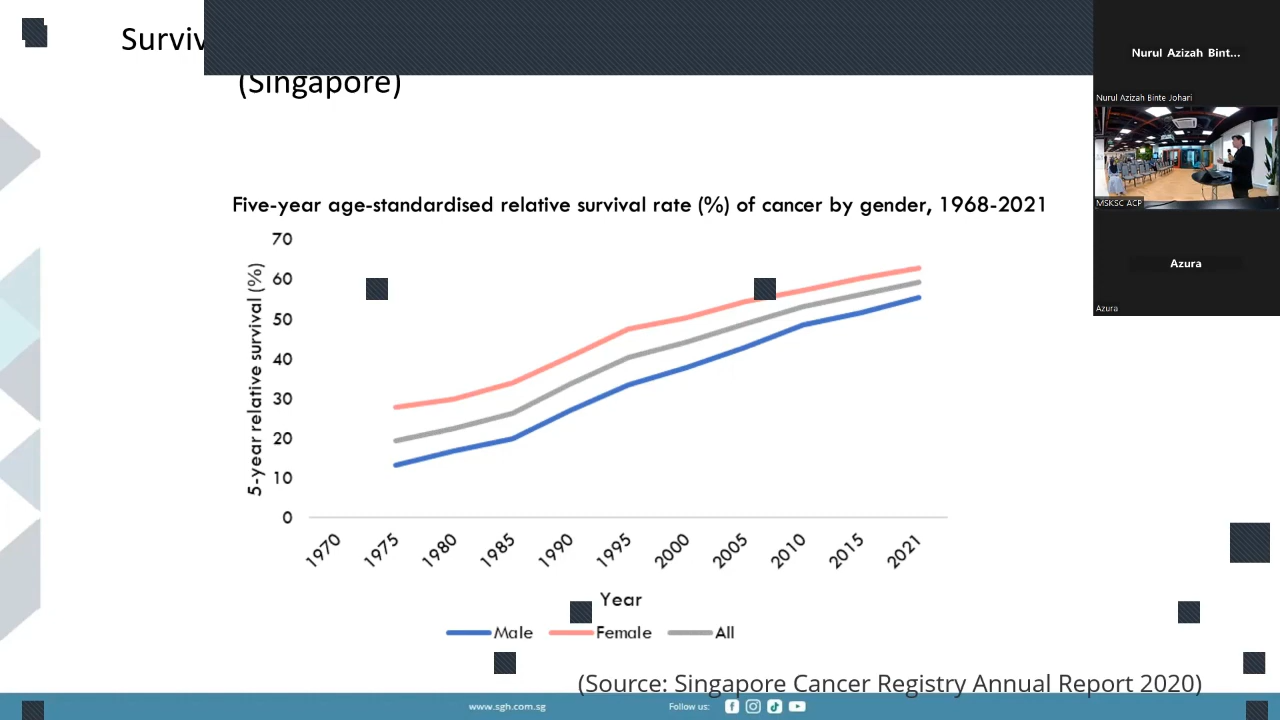 (Singapore)
Nurul Azizah Bint...
Nurul Azizah Binte Johari
MSKSC ACP
Azura
Azura
Five-year age-standardised relative survival rate (%) of cancer by gender, 1968-2021
5-year relative survival (%)
70
60
50
40
30
20
10
0
1970
1975
1980
1985
1990
1995
2000
2005
2010
2015
2021
Year
Male
Female
All
(Source: Singapore Cancer Registry Annual Report 2020)
www.sgh.com.sg
Follow us: